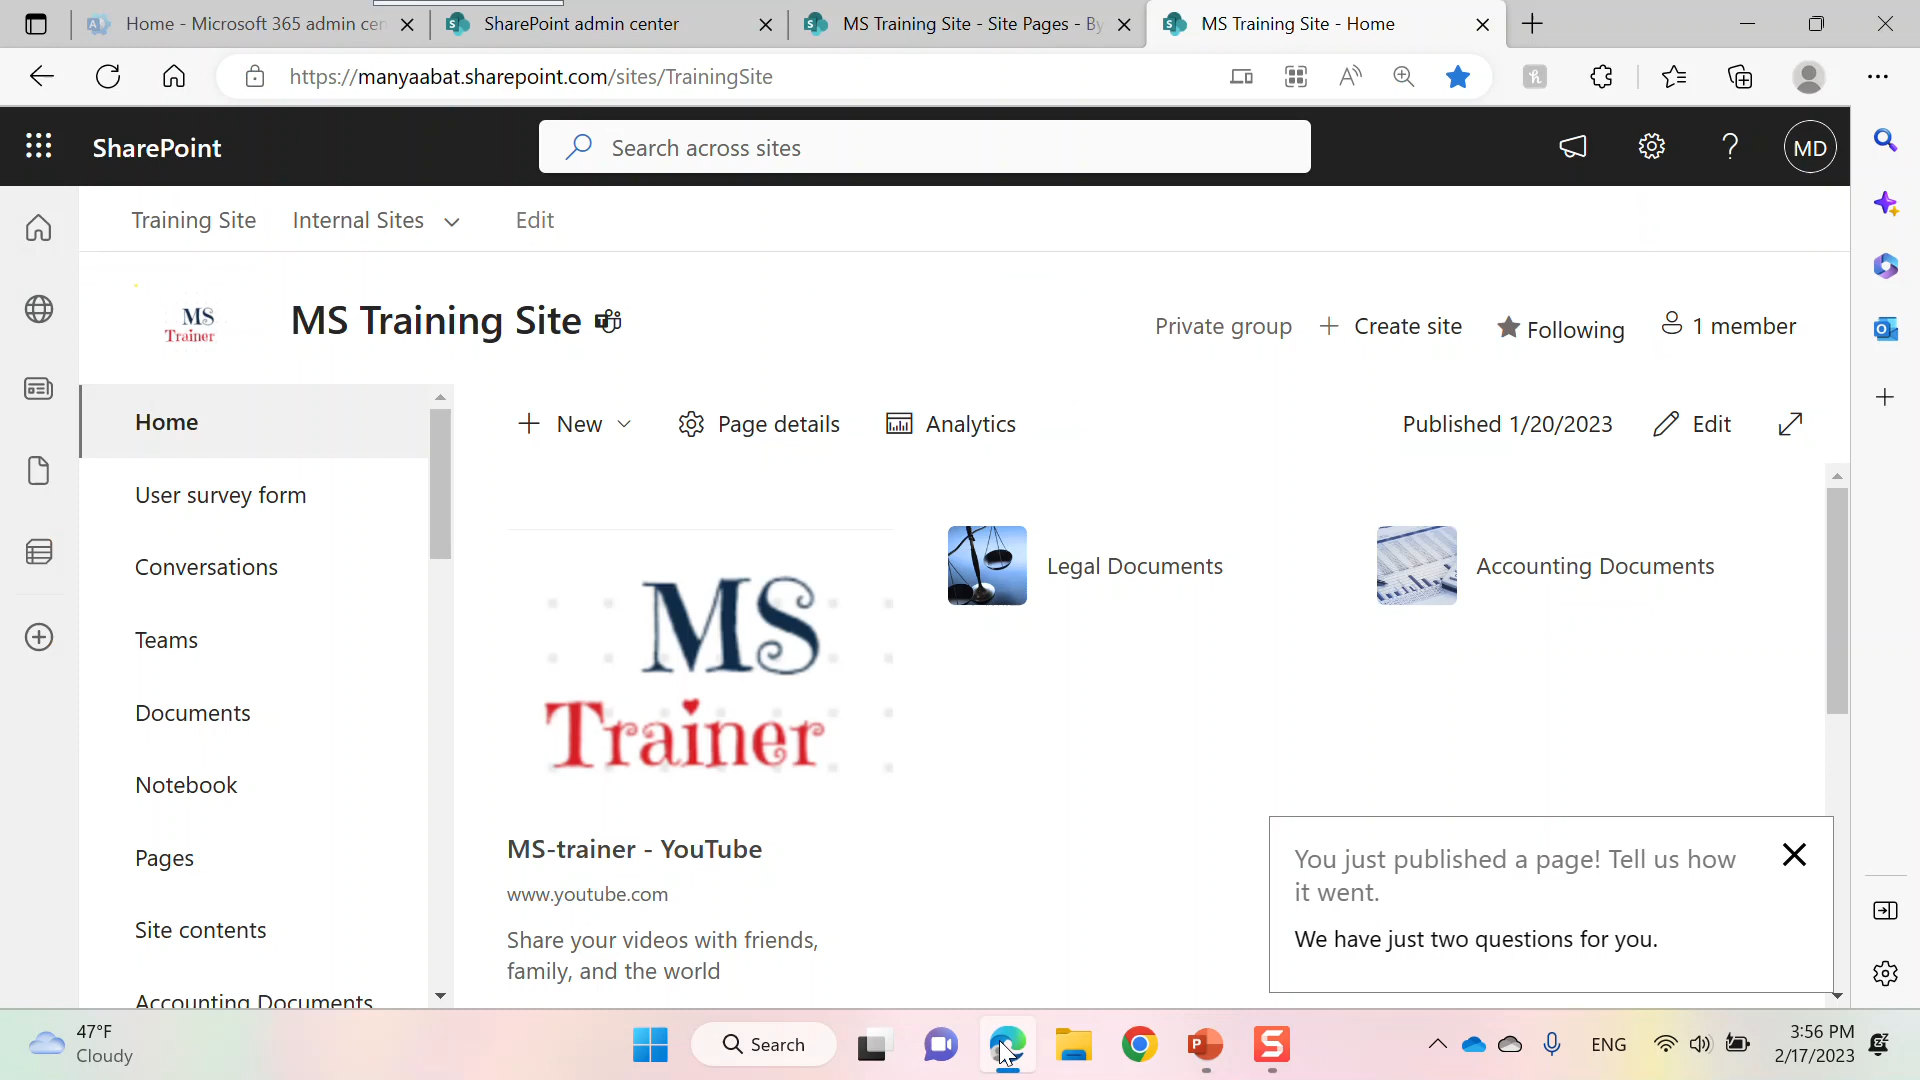 Home - Microsoft 365 admin cen
SharePoint admin center
MS Training Site - Site Pages - By
MS Training Site - Home
https://manyaabat.sharepoint.com/sites/TrainingSite
SharePoint
Search across sites
MD
Training Site
Internal Sites
Edit
MS
Trainer
MS Training Site
Private group
Create site
Following
1 member
Home
User survey form
Conversations
Teams
Documents
Notebook
Pages
Site contents
Accounting Documents
New
Page details
Analytics
Published 1/20/2023
Edit
MS
Trainer
Legal Documents
Accounting Documents
MS-trainer - YouTube
www.youtube.com
Share your videos with friends,
family, and the world
You just published a page! Tell us how
it went.
We have just two questions for you.
47°F
Cloudy
Search
ENG
3:56 PM
2/17/2023